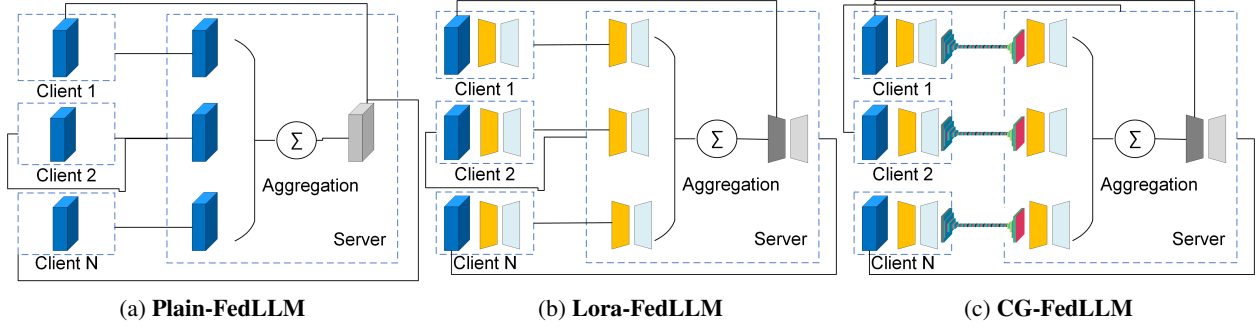 Client 1
Client 2
Client N
Σ
Aggregation
Server
(a) Plain-FedLLM
Client 1
Client 2
Client N
Σ
Aggregation
Server
(b) Lora-FedLLM
Client 1
Client 2
Client N
Σ
Aggregation
Server
(c) CG-FedLLM